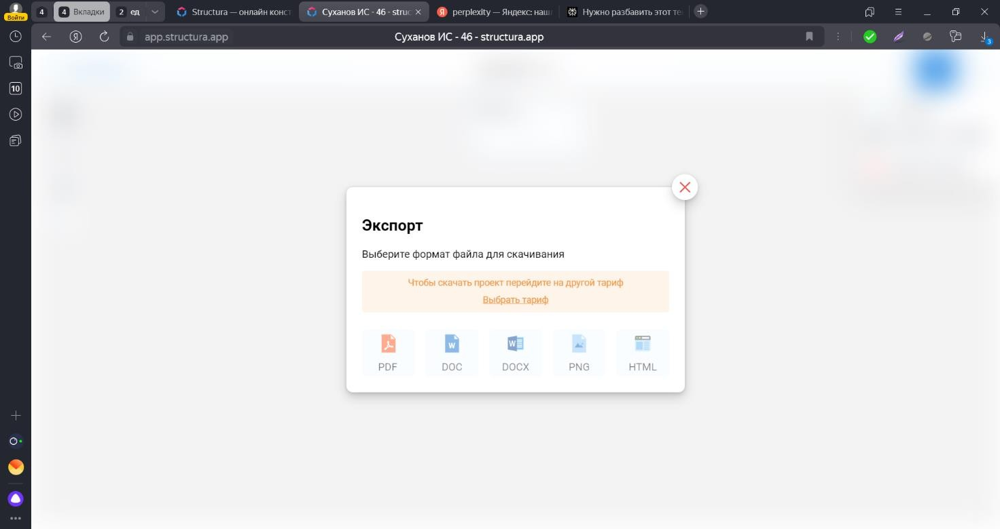 4
4 Вкладки
2 ед
Structura — онлайн конст
Суханов ИС - 46 - struc
perplexity — Яндекс: наш
Нужно разбавить этот те
Войти
app.structura.app
Суханов ИС - 46 - structura.app
3
10
Экспорт
Выберите формат файла для скачивания
Чтобы скачать проект перейдите на другой тариф
Выбрать тариф
PDF
DOC
DOCX
PNG
HTML